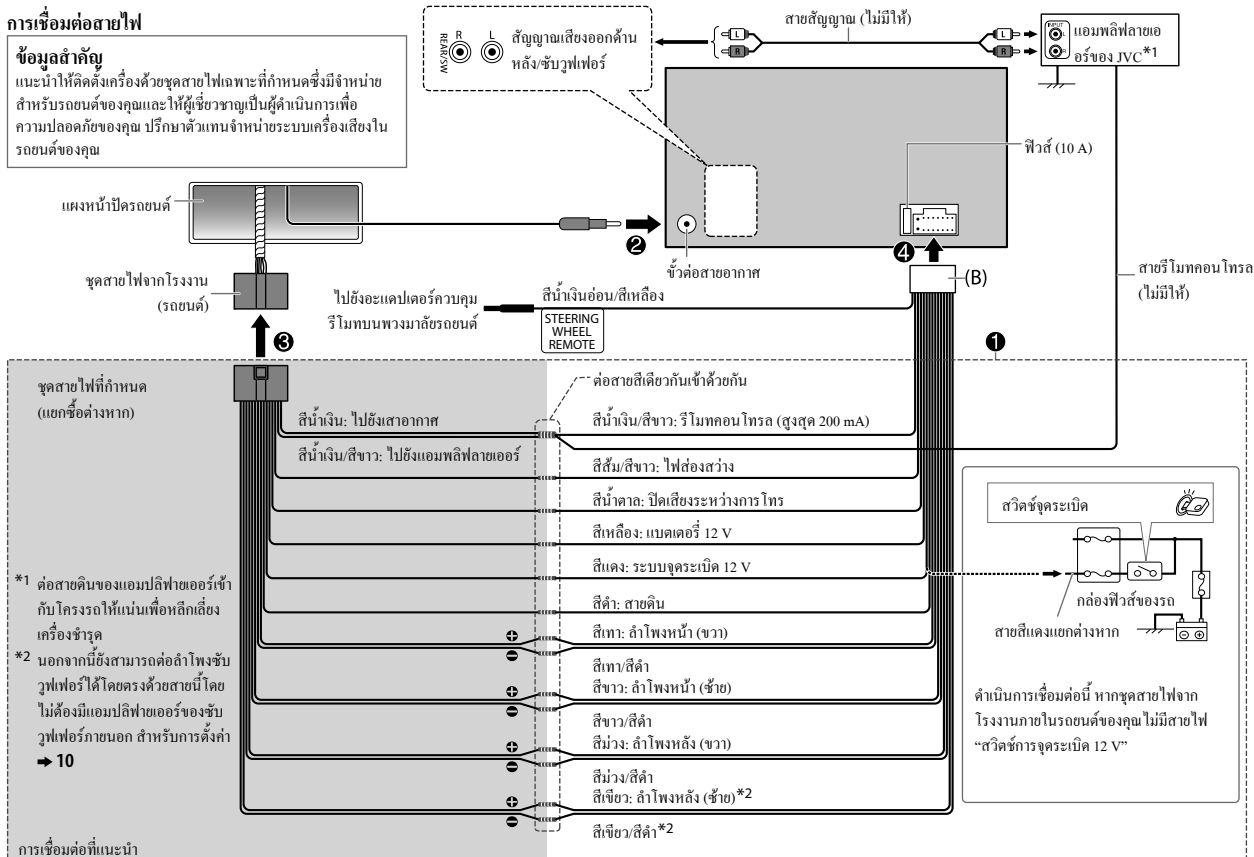 การเชื่อมต่อสายไฟ
ข้อมูลสำคัญ
แนะนำให้ติดตั้งเครื่องด้วยชุดสายไฟเฉพาะที่กำหนดซึ่งมีจำหน่าย
สำหรับรถยนต์ของคุณและให้ผู้เชี่ยวชาญเป็นผู้ดำเนินการเพื่อ
ความปลอดภัยของคุณ ปรึกษาตัวแทนจำหน่ายระบบเครื่องเสียงใน
รถยนต์ของคุณ
REAR/SW
R L
สัญญาณเสียงออกด้าน
หลัง/ซับวูฟเฟอร์
สายสัญญาณ (ไม่มีให้)
L
R
L
R
INPUT
L
R
แอมพลิฟลายเอ
อร์ของ JVC*1
ฟิวส์ (10 A)
แผงหน้าปัดรถยนต์
2
ขั้วต่อสายอากาศ
4
(B)
สายรีโมทคอนโทรล
(ไม่มีให้)
ชุดสายไฟจากโรงงาน
(รถยนต์)
3
ไปยังอะแดปเตอร์ควบคุม
รีโมทบนพวงมาลัยรถยนต์
สีน้ำเงินอ่อน/สีเหลือง
STEERING
WHEEL
REMOTE
1
ชุดสายไฟที่กำหนด
(แยกซื้อต่างหาก)
ต่อสายสีเดียวกันเข้าด้วยกัน
สีน้ำเงิน: ไปยังเสาอากาศ
สีน้ำเงิน/สีขาว: รีโมทคอนโทรล (สูงสุด 200 mA)
สีน้ำเงิน/สีขาว: ไปยังแอมพลิฟลายเออร์
สีส้ม/สีขาว: ไฟส่องสว่าง
สีน้ำตาล: ปิดเสียงระหว่างการโทร
สีเหลือง: แบตเตอรี่ 12 V
สีแดง: ระบบจุดระเบิด 12 V
สีดำ: สายดิน
สีเทา: ลำโพงหน้า (ขวา)
สีเทา/สีดำ
สีขาว: ลำโพงหน้า (ซ้าย)
สีขาว/สีดำ
สีม่วง: ลำโพงหลัง (ขวา)
สีม่วง/สีดำ
สีเขียว: ลำโพงหลัง (ซ้าย)*2
สีเขียว/สีดำ*2
สวิตช์จุดระเบิด
กล่องฟิวส์ของรถ
สายสีแดงแยกต่างหาก
ดำเนินการเชื่อมต่อนี้ หากชุดสายไฟจาก
โรงงานภายในรถยนต์ของคุณไม่มีสายไฟ
“สวิตช์การจุดระเบิด 12 V”
*1 ต่อสายดินของแอมปลิฟายเออร์เข้า
กับโครงรถให้แน่นเพื่อหลีกเลี่ยง
เครื่องชำรุด
*2 นอกจากนี้ยังสามารถต่อลำโพงซับ
วูฟเฟอร์ได้โดยตรงด้วยสายนี้โดย
ไม่ต้องมีแอมปลิฟายเออร์ของซับ
วูฟเฟอร์ภายนอก สำหรับการตั้งค่า
➡ 10
การเชื่อมต่อที่แนะนำ